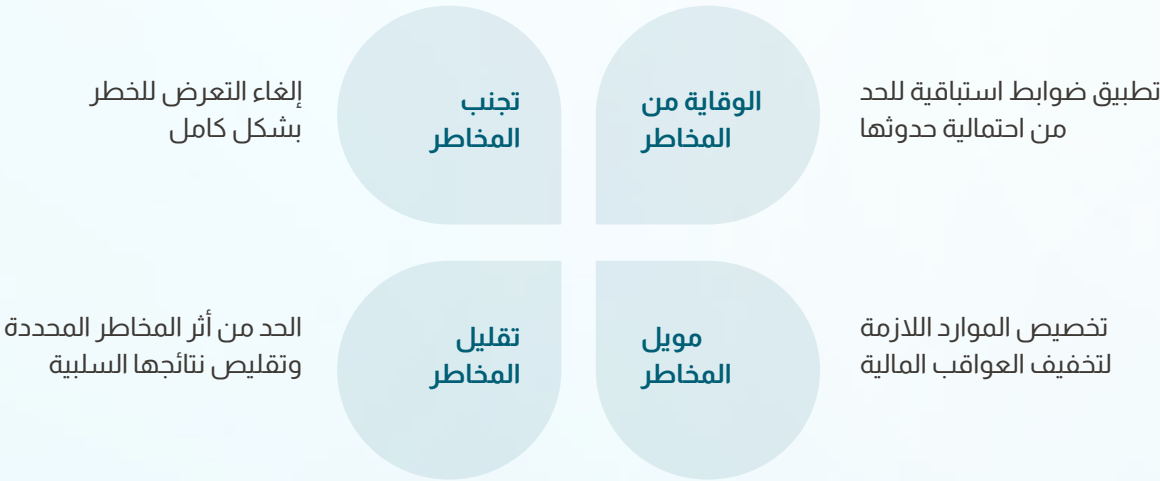 الوقاية من
المخاطر
تطبيق ضوابط استباقية للحد
من احتمالية حدوثها
تجنب
المخاطر
إلغاء التعرض للخطر
بشكل كامل
مويل
المخاطر
تخصيص الموارد اللازمة
لتخفيف العواقب المالية
تقليل
المخاطر
الحد من أثر المخاطر المحددة
وتقليص نتائجها السلبية